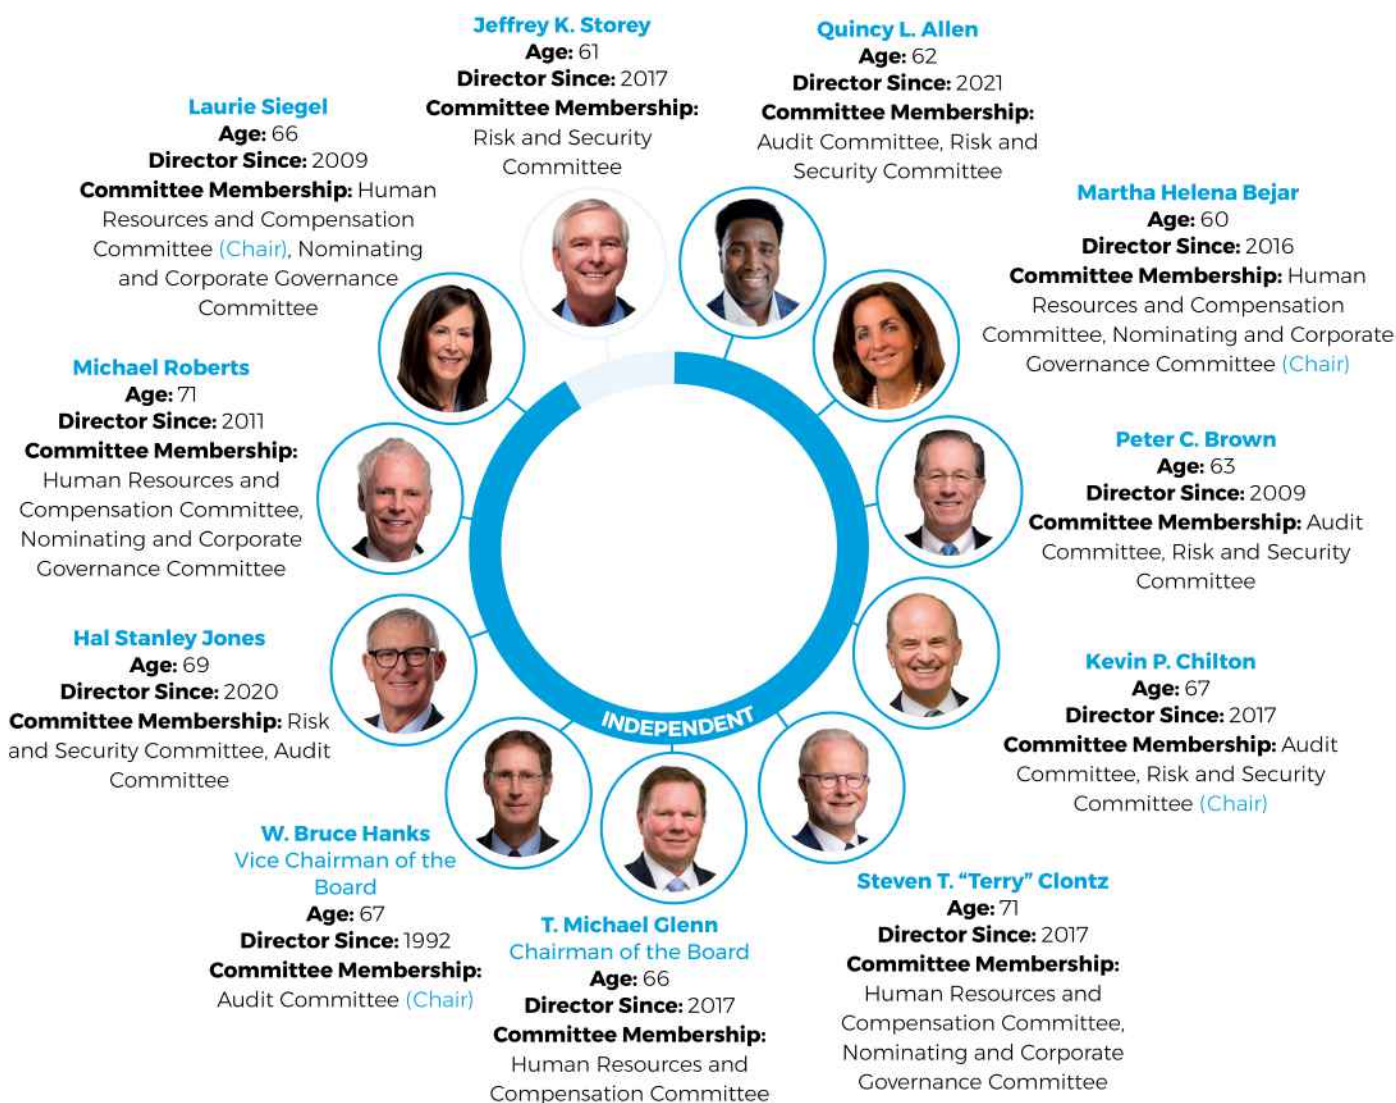 Jeffrey K. Storey
Age: 61
Director Since: 2017
Committee Membership:
Risk and Security
Committee
Quincy L. Allen
Age: 62
Director Since: 2021
Committee Membership:
Audit Committee, Risk and
Security Committee
Laurie Siegel
Age: 66
Director Since: 2009
Committee Membership: Human
Resources and Compensation
Committee (Chair), Nominating
and Corporate Governance
Committee
Martha Helena Bejar
Age: 60
Director Since: 2016
Committee Membership: Human
Resources and Compensation
Committee, Nominating and Corporate
Governance Committee (Chair)
Michael Roberts
Age: 71
Director Since: 2011
Committee Membership:
Human Resources and
Compensation Committee,
Nominating and Corporate
Governance Committee
Peter C. Brown
Age: 63
Director Since: 2009
Committee Membership: Audit
Committee, Risk and Security
Committee
Hal Stanley Jones
Age: 69
Director Since: 2020
Committee Membership: Risk
and Security Committee, Audit
Committee
Kevin P. Chilton
Age: 67
Director Since: 2017
Committee Membership: Audit
Committee, Risk and Security
Committee (Chair)
INDEPENDENT
W. Bruce Hanks
Vice Chairman of the
Board
Age: 67
Director Since: 1992
Committee Membership:
Audit Committee (Chair)
T. Michael Glenn
Chairman of the Board
Age: 66
Director Since: 2017
Committee Membership:
Human Resources and
Compensation Committee
Steven T. “Terry” Clontz
Age: 71
Director Since: 2017
Committee Membership:
Human Resources and
Compensation Committee,
Nominating and Corporate
Governance Committee